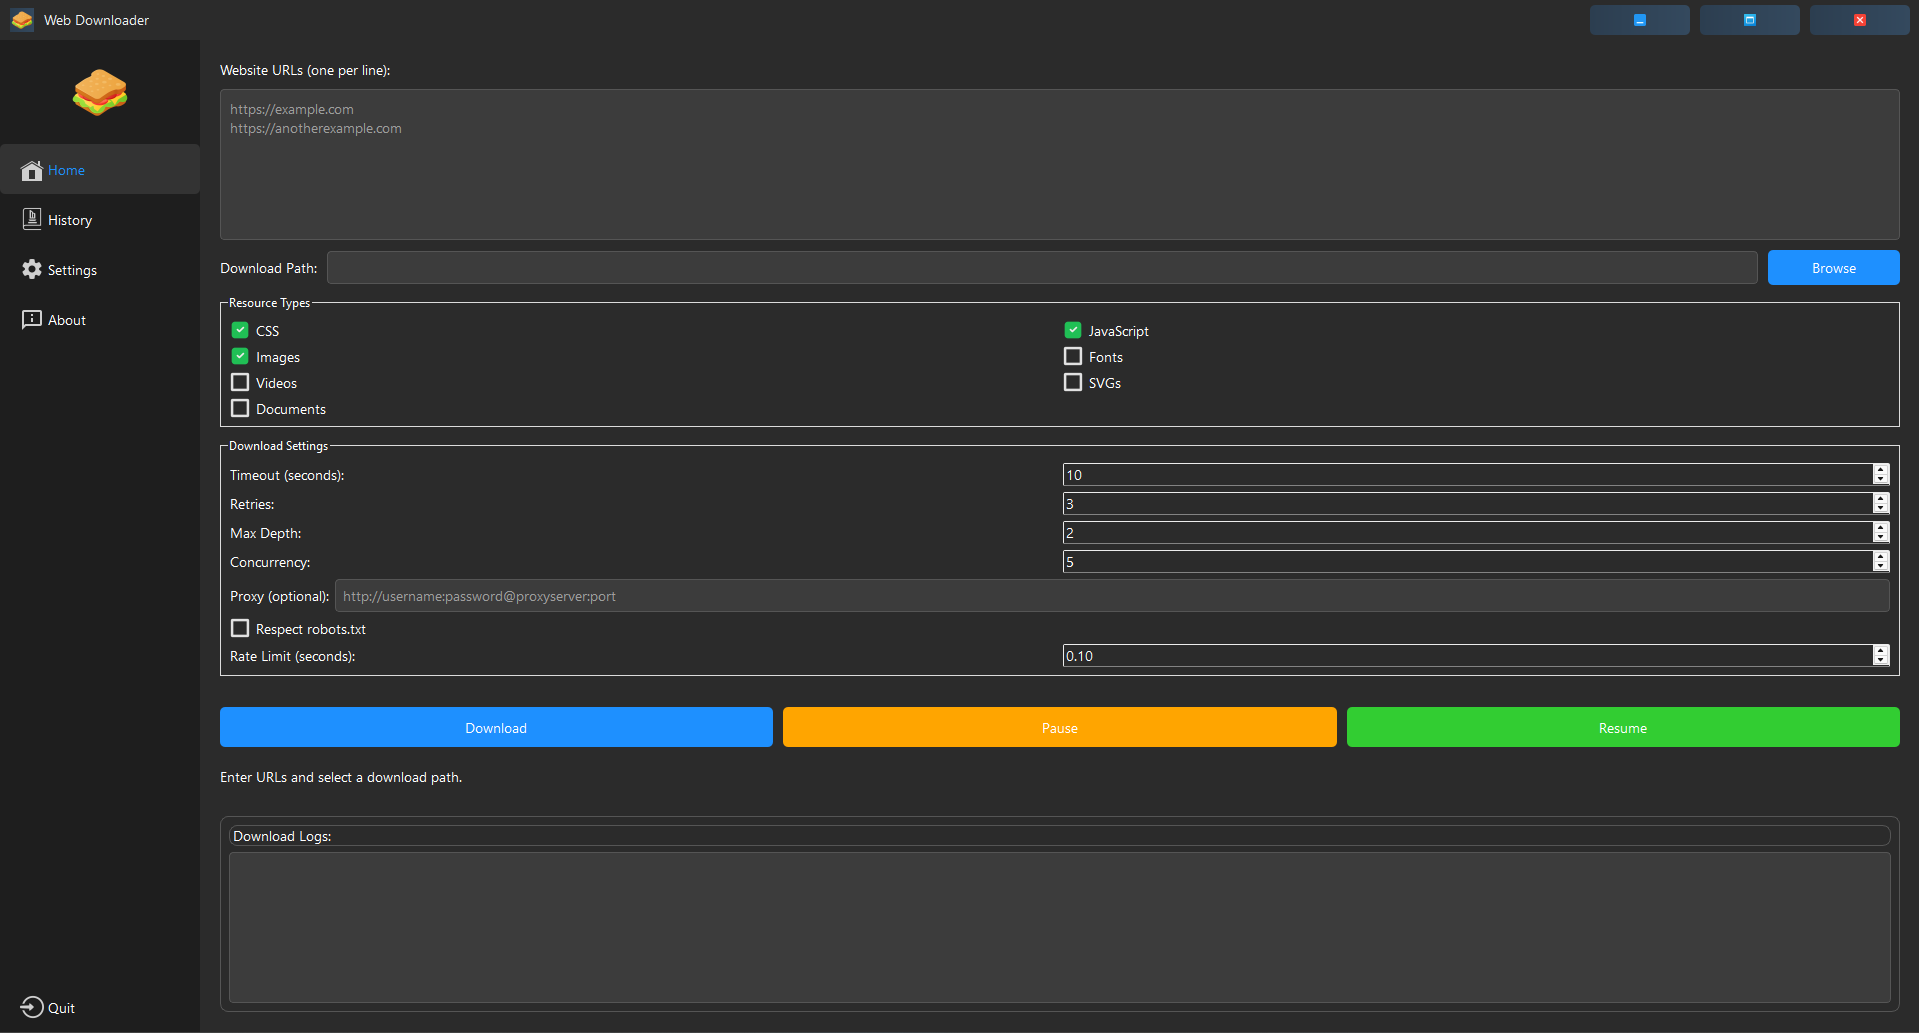 Web Downloader
Home
History
Settings
About
Quit
Website URLs (one per line):
https://example.com
https://anotherexample.com
Download Path:
Browse
Resource Types
CSS
JavaScript
Images
Fonts
Videos
SVGs
Documents
Download Settings
Timeout (seconds): 10
Retries: 3
Max Depth: 2
Concurrency: 5
Proxy (optional): http://username:password@proxyserver:port
Respect robots.txt
Rate Limit (seconds): 0.10
Download
Pause
Resume
Enter URLs and select a download path.
Download Logs: